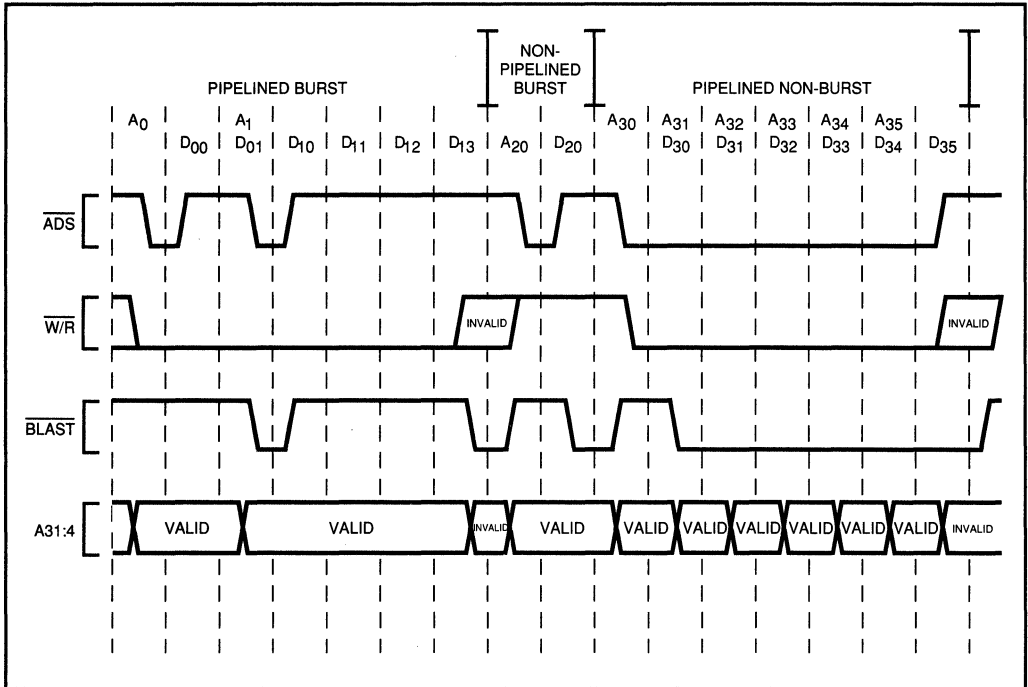 NON-
PIPELINED
BURST
PIPELINED BURST
PIPELINED NON-BURST
A0 A1 A30 A31 A32 A33 A34 A35
D00 D01 D10 D11 D12 D13 A20 D20 D30 D31 D32 D33 D34 D35
ADS
W/R
INVALID
INVALID
BLAST
A31:4
VALID VALID INVALID VALID VALID VALID VALID VALID VALID VALID INVALID